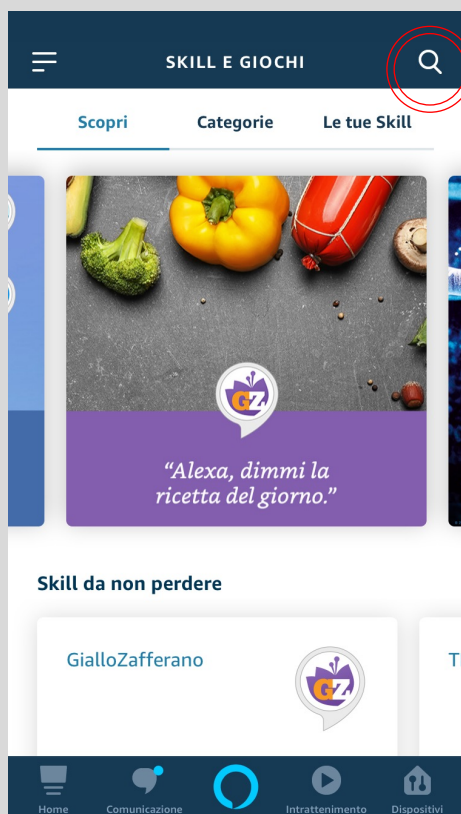 SKILL E GIOCHI
Scopri Categorie Le tue Skill
GZ
“Alexa, dimmi la
ricetta del giorno.”
Skill da non perdere
GialloZafferano
GZ
Home Comunicazione Intrattenimento Dispositivi